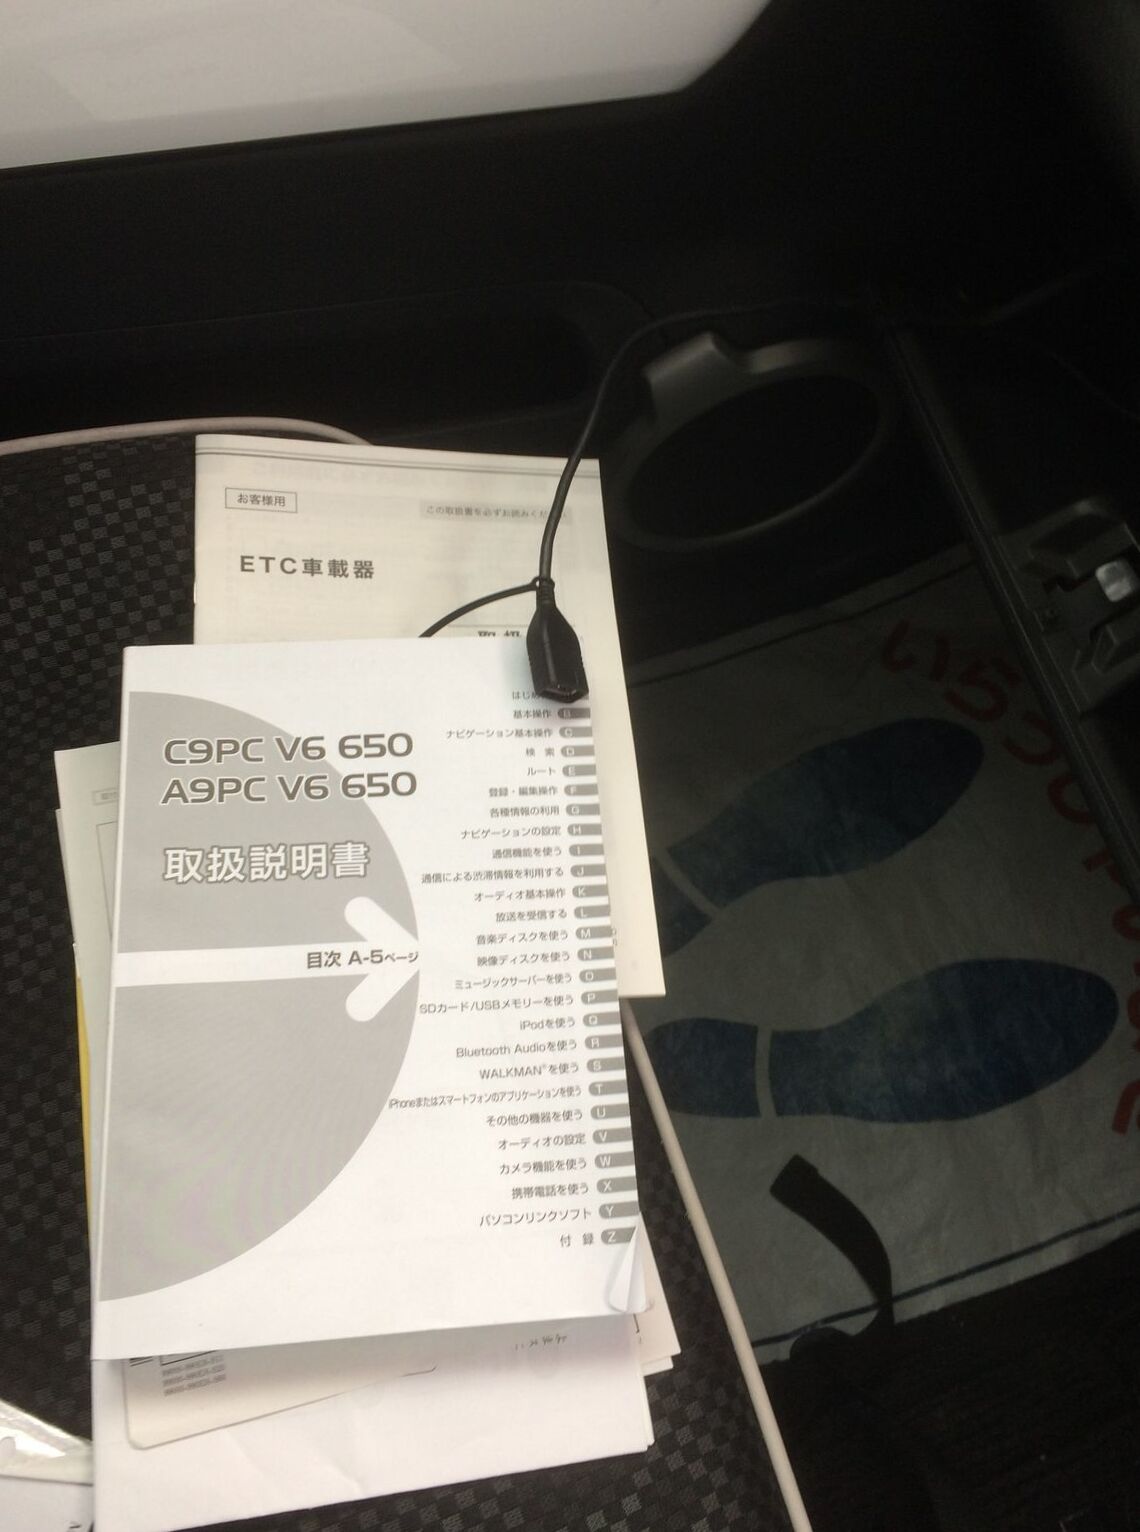 お客様用
ETC車載器
C9PC V6 650
A9PC V6 650
取扱説明書
目次 A-5ページ
基本操作 B
ナビゲーション基本操作 C
検 索 D
ルート E
登録・編集操作 F
各種情報の利用 G
ナビゲーションの設定 H
通信機能を使う I
通信による渋滞情報を利用する J
オーディオ基本操作 K
放送を受信する L
音楽ディスクを使う M
映像ディスクを使う N
ミュージックサーバーを使う O
SDカード/USBメモリーを使う P
iPodを使う Q
Bluetooth Audioを使う R
WALKMAN®を使う S
iPhoneまたはスマートフォンのアプリケーションを使う T
その他の機器を使う U
オーディオの設定 V
カメラ機能を使う W
携帯電話を使う X
パソコンリンクソフト Y
付 録 Z